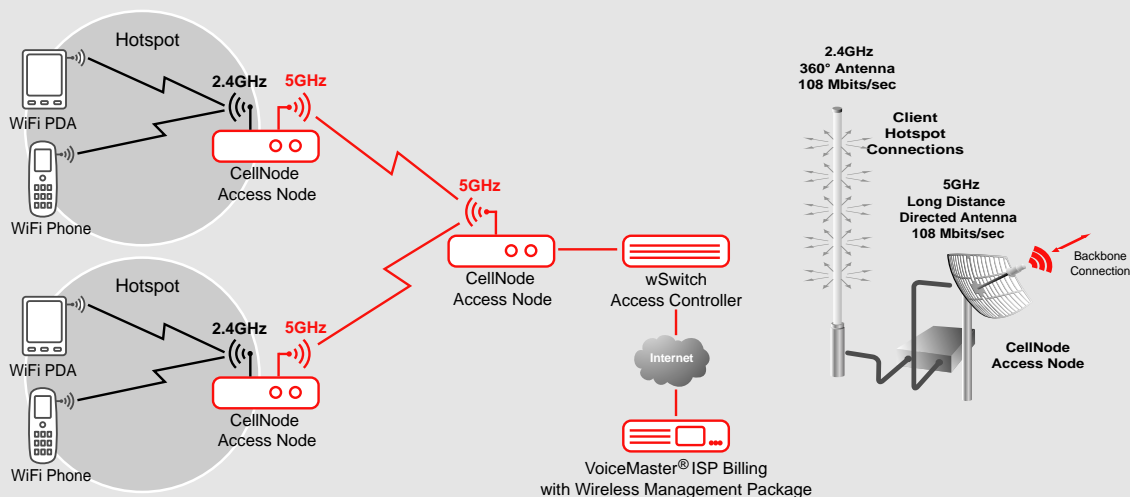 Hotspot
WiFi PDA
WiFi Phone
2.4GHz
5GHz
CellNode
Access Node
Hotspot
WiFi PDA
WiFi Phone
2.4GHz
5GHz
CellNode
Access Node
5GHz
CellNode
Access Node
wSwitch
Access Controller
Internet
VoiceMaster® ISP Billing
with Wireless Management Package
2.4GHz
360° Antenna
108 Mbits/sec
Client
Hotspot
Connections
5GHz
Long Distance
Directed Antenna
108 Mbits/sec
Backbone
Connection
CellNode
Access Node